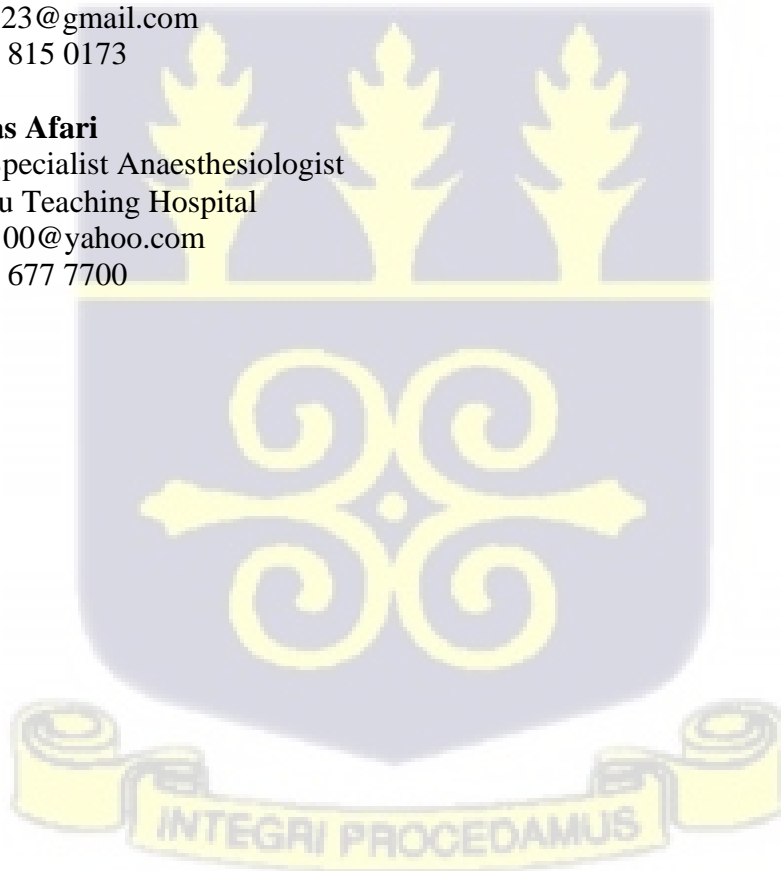 23@gmail.com
815 0173
as Afari
pecialist Anaesthesiologist
u Teaching Hospital
00@yahoo.com
677 7700
INTEGRI PROCEDAMUS